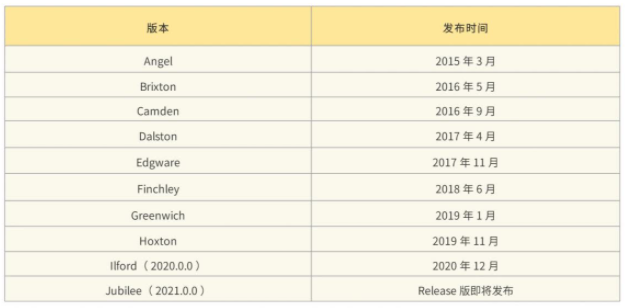 版本 发布时间
Angel 2015 年 3 月
Brixton 2016 年 5 月
Camden 2016 年 9 月
Dalston 2017 年 4 月
Edgware 2017 年 11 月
Finchley 2018 年 6 月
Greenwich 2019 年 1 月
Hoxton 2019 年 11 月
Ilford（2020.0.0） 2020 年 12 月
Jubilee（2021.0.0） Release 版即将发布